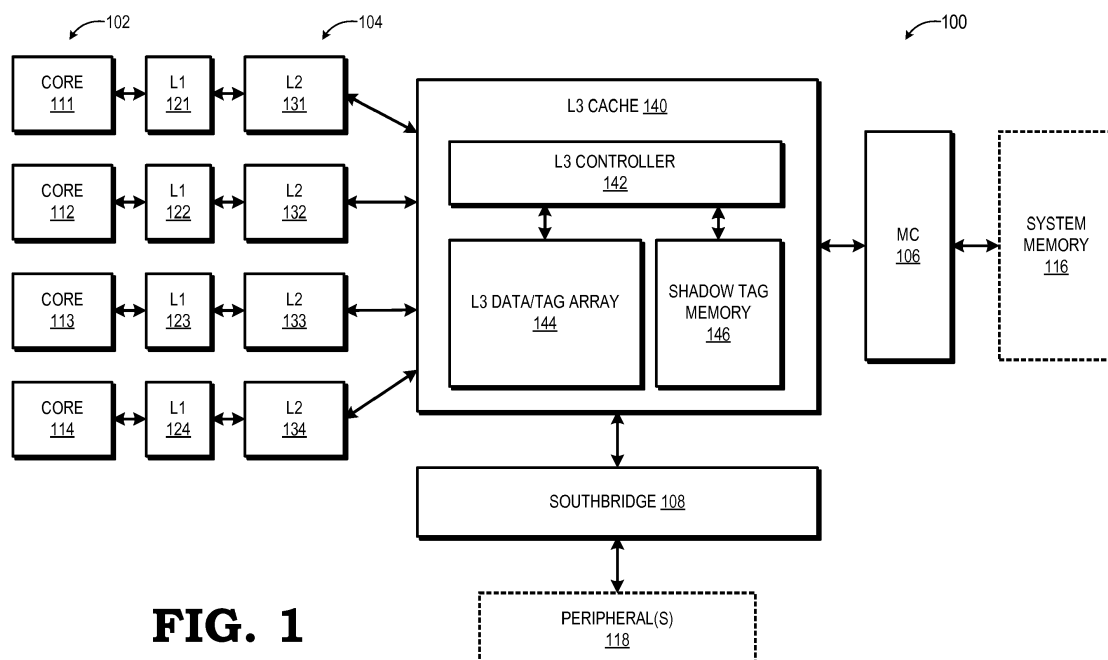 102
104
100
CORE
111
L1
121
L2
131
CORE
112
L1
122
L2
132
CORE
113
L1
123
L2
133
CORE
114
L1
124
L2
134
L3 CACHE 140
L3 CONTROLLER
142
L3 DATA/TAG ARRAY
144
SHADOW TAG
MEMORY
146
MC
106
SYSTEM
MEMORY
116
SOUTHBRIDGE 108
PERIPHERAL(S)
118
FIG. 1